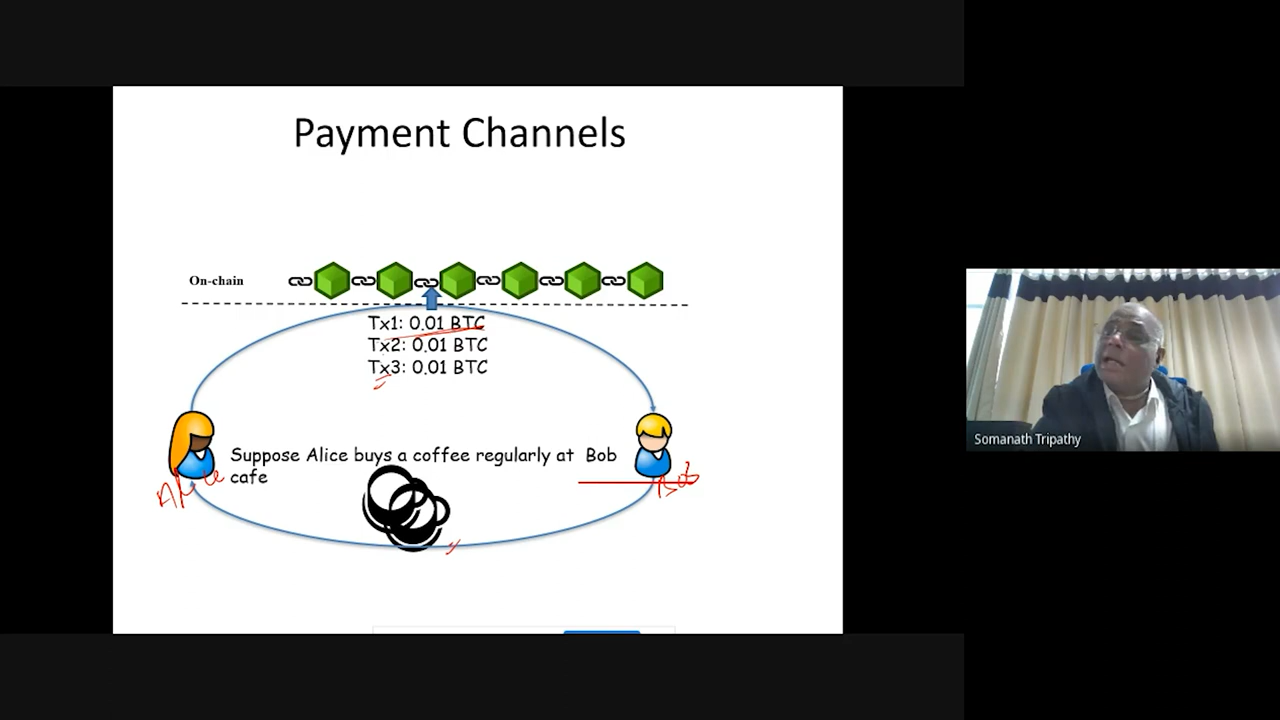 Payment Channels
On-chain
Tx1: 0.01 BTC
Tx2: 0.01 BTC
Tx3: 0.01 BTC
Suppose Alice buys a coffee regularly at Bob
cafe
Alice
Bob
Somanath Tripathy